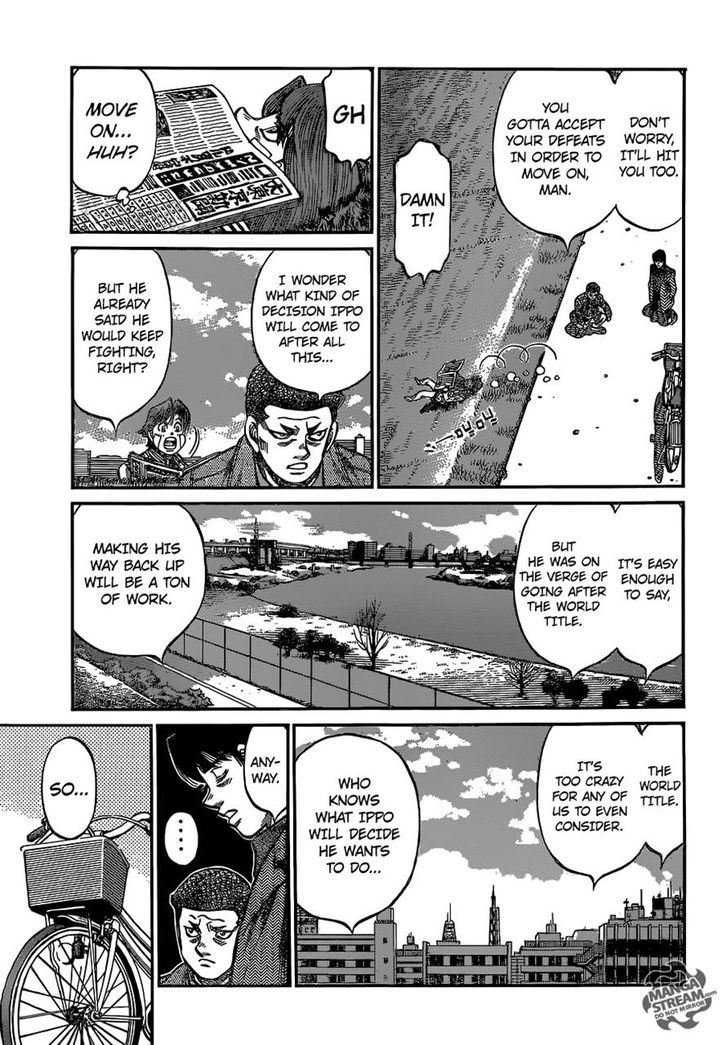 DON'T
WORRY,
IT'LL HIT
YOU TOO.
YOU
GOTTA ACCEPT
YOUR DEFEATS
IN ORDER TO
MOVE ON,
MAN.
DAMN
IT!
GH
MOVE
ON...
HUH?
I WONDER
WHAT KIND OF
DECISION IPPO
WILL COME TO
AFTER ALL
THIS...
BUT HE
ALREADY
SAID HE
WOULD KEEP
FIGHTING,
RIGHT?
IT'S EASY
ENOUGH
TO SAY,
BUT
HE WAS ON
THE VERGE OF
GOING AFTER
THE WORLD
TITLE.
MAKING HIS
WAY BACK UP
WILL BE A TON
OF WORK.
THE
WORLD
TITLE.
IT'S
TOO CRAZY
FOR ANY OF
US TO EVEN
CONSIDER.
WHO
KNOWS
WHAT IPPO
WILL DECIDE
HE WANTS
TO DO...
ANY-
WAY.
...
SO...
MANGA
STREAM.com
DO NOT MIRROR!